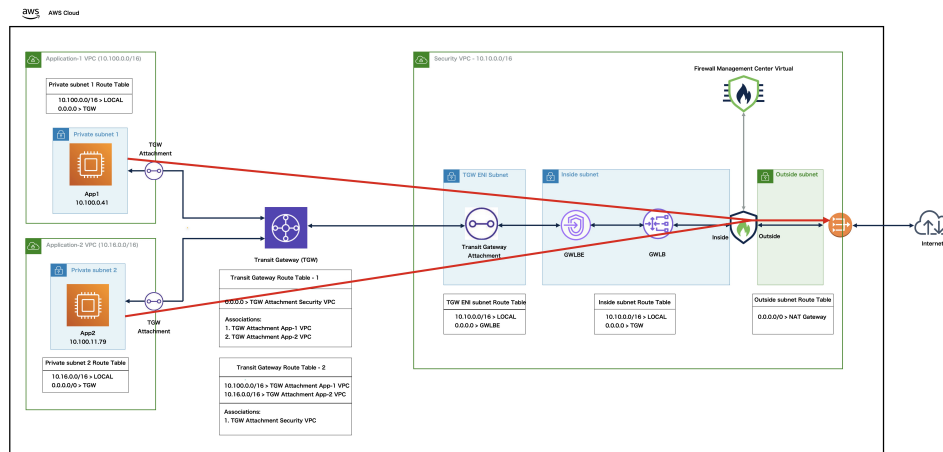 aws
AWS Cloud
Application-1 VPC (10.100.0.0/16)
Private subnet 1 Route Table
10.100.0.0/16 > LOCAL
0.0.0.0 > TGW
Private subnet 1
App1
10.100.0.41
TGW
Attachment
Application-2 VPC (10.16.0.0/16)
Private subnet 2
App2
10.100.11.79
TGW
Attachment
Private subnet 2 Route Table
10.16.0.0/16 > LOCAL
0.0.0.0/0 > TGW
Transit Gateway (TGW)
Transit Gateway Route Table - 1
0.0.0.0 > TGW Attachment Security VPC
Associations:
1. TGW Attachment App-1 VPC
2. TGW Attachment App-2 VPC
Transit Gateway Route Table - 2
10.100.0.0/16 > TGW Attachment App-1 VPC
10.16.0.0/16 > TGW Attachment App-2 VPC
Associations:
1. TGW Attachment Security VPC
Security VPC - 10.10.0.0/16
Firewall Management Center Virtual
TGW ENI Subnet
Transit Gateway
Attachment
Inside subnet
GWLBE
GWLB
Inside
Outside
Outside subnet
Internet
TGW ENI subnet Route Table
10.10.0.0/16 > LOCAL
0.0.0.0 > GWLBE
Inside subnet Route Table
10.10.0.0/16 > LOCAL
0.0.0.0 > TGW
Outside subnet Route Table
0.0.0.0/0 > NAT Gateway